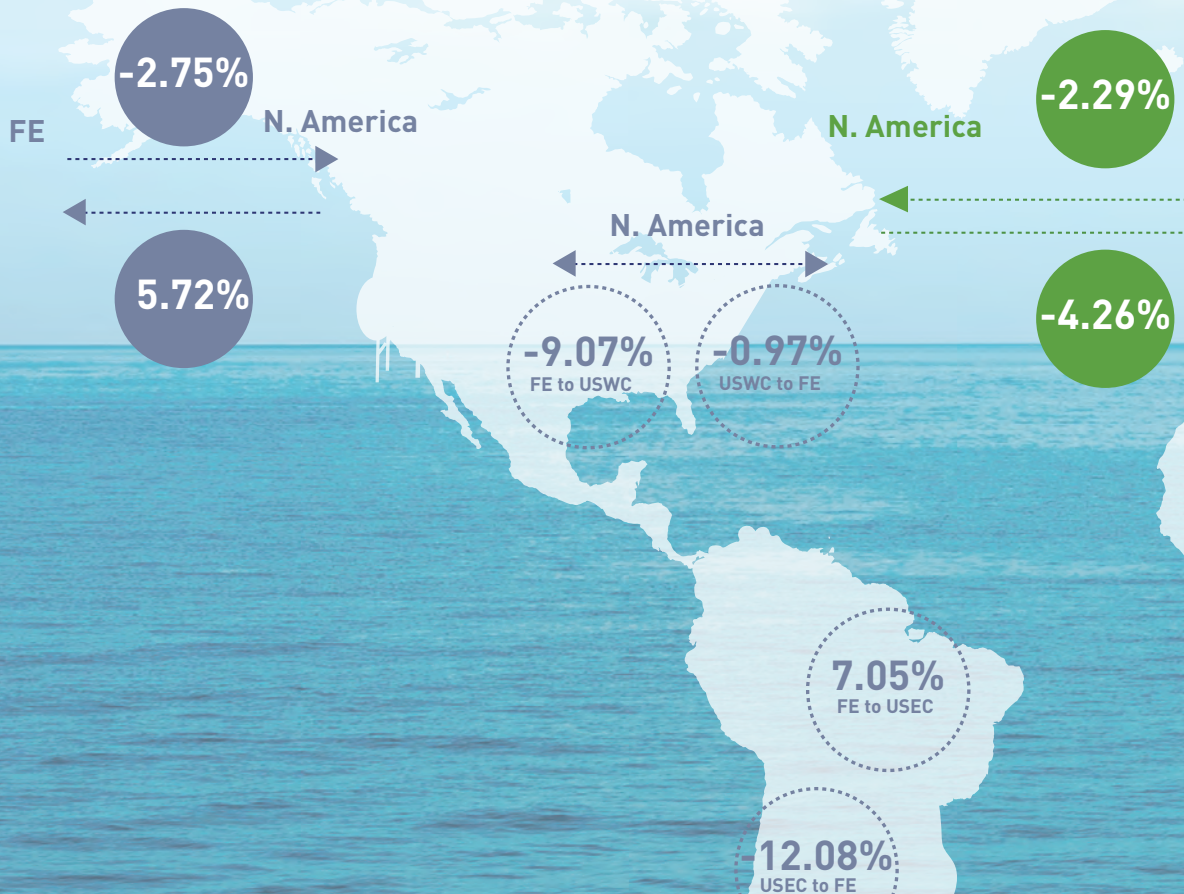 -2.75%
FE
N. America
5.72%
N. America
-2.29%
-4.26%
N. America
-9.07%
FE to USWC
-0.97%
USWC to FE
7.05%
FE to USEC
-12.08%
USEC to FE